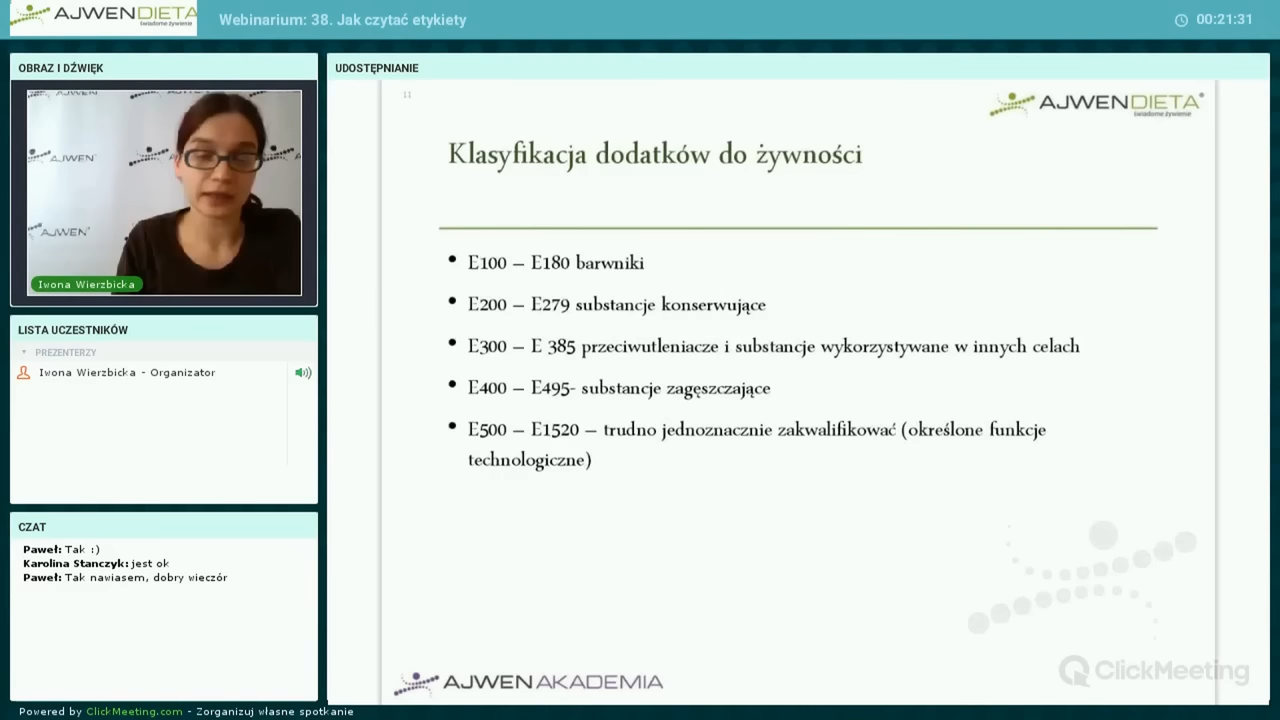 AJWENDIETA
świadome żywienie
Webinarium: 38. Jak czytać etykiety
00:21:31
OBRAZ I DŹWIĘK
AJWEN
AJWEN
Iwona Wierzbicka
LISTA UCZESTNIKÓW
PREZENTERZY
Iwona Wierzbicka - Organizator
CZAT
Paweł: Tak :)
Karolina Stanczyk: jest ok
Paweł: Tak nawiasem, dobry wieczór
UDOSTĘPNIANIE
11
AJWENDIETA®
świadome żywienie
Klasyfikacja dodatków do żywności
• E100 – E180 barwniki
• E200 – E279 substancje konserwujące
• E300 – E 385 przeciwutleniacze i substancje wykorzystywane w innych celach
• E400 – E495- substancje zagęszczające
• E500 – E1520 – trudno jednoznacznie zakwalifikować (określone funkcje
technologiczne)
AJWEN AKADEMIA
ClickMeeting
Powered by ClickMeeting.com - Zorganizuj własne spotkanie